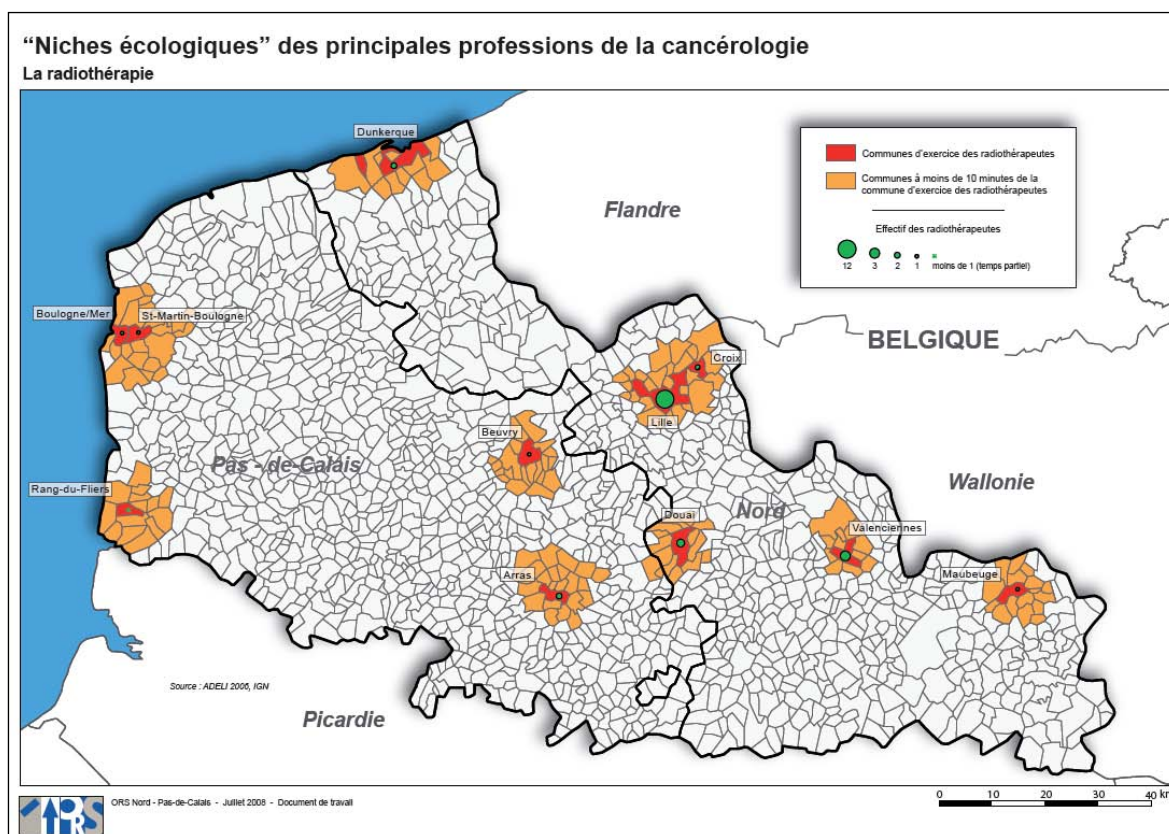 “Niches écologiques” des principales professions de la cancérologie
La radiothérapie
Dunkerque
Communes d'exercice des radiothérapeutes
Communes à moins de 10 minutes de la
commune d'exercice des radiothérapeutes
Effectif des radiothérapeutes
12
3
2
1
moins de 1 (temps partiel)
Flandre
Boulogne/Mer
St-Martin-Boulogne
BELGIQUE
Croix
Lille
Beuvry
Pas - de-Calais
Rang-du-Fliers
Wallonie
Douai
Nord
Valenciennes
Arras
Maubeuge
Source : ADELI 2006, IGN
Picardie
ORS
ORS Nord - Pas-de-Calais - Juillet 2008 - Document de travail
0 10 20 30 40 km